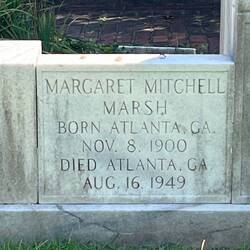 MARGARET MITCHELL
MARSH
BORN ATLANTA, GA.
NOV. 8, 1900
DIED ATLANTA, GA.
AUG. 16, 1949